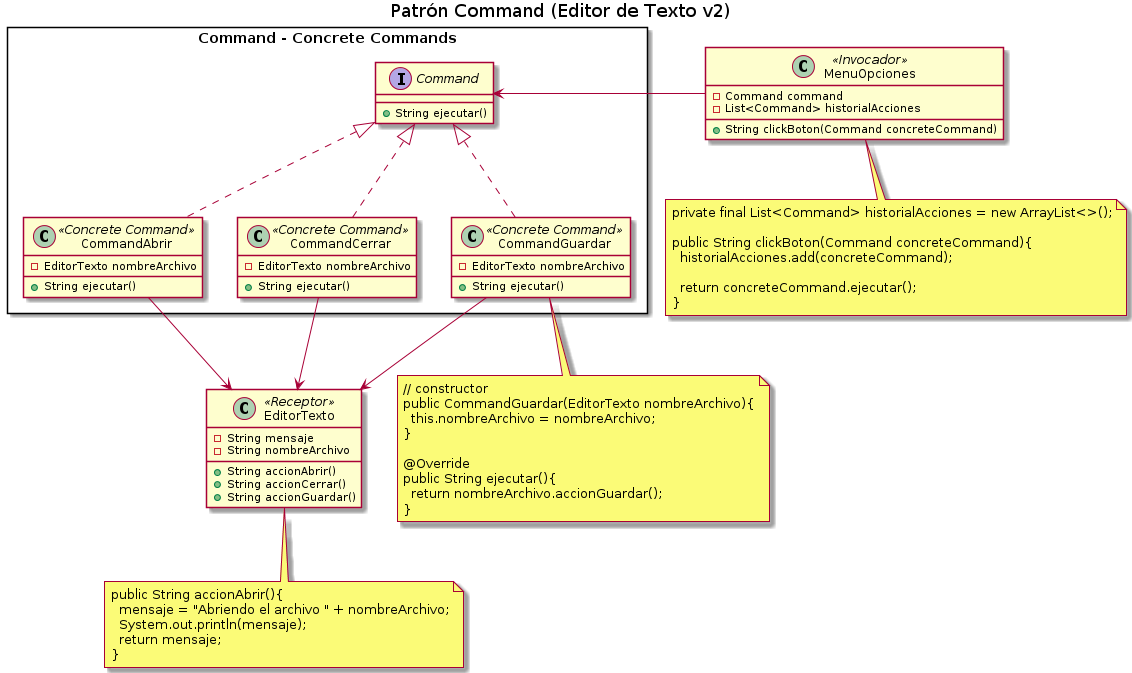 Patrón Command (Editor de Texto v2)
Command - Concrete Commands
I Command
String ejecutar()
C «Invocador»
MenuOpciones
Command command
List<Command> historialAcciones
String clickBoton(Command concreteCommand)
private final List<Command> historialAcciones = new ArrayList<>();
public String clickBoton(Command concreteCommand){
historialAcciones.add(concreteCommand);
return concreteCommand.ejecutar();
}
C «Concrete Command»
CommandAbrir
EditorTexto nombreArchivo
String ejecutar()
C «Concrete Command»
CommandCerrar
EditorTexto nombreArchivo
String ejecutar()
C «Concrete Command»
CommandGuardar
EditorTexto nombreArchivo
String ejecutar()
C «Receptor»
EditorTexto
String mensaje
String nombreArchivo
String accionAbrir()
String accionCerrar()
String accionGuardar()
// constructor
public CommandGuardar(EditorTexto nombreArchivo){
this.nombreArchivo = nombreArchivo;
}
@Override
public String ejecutar(){
return nombreArchivo.accionGuardar();
}
public String accionAbrir(){
mensaje = "Abriendo el archivo " + nombreArchivo;
System.out.println(mensaje);
return mensaje;
}